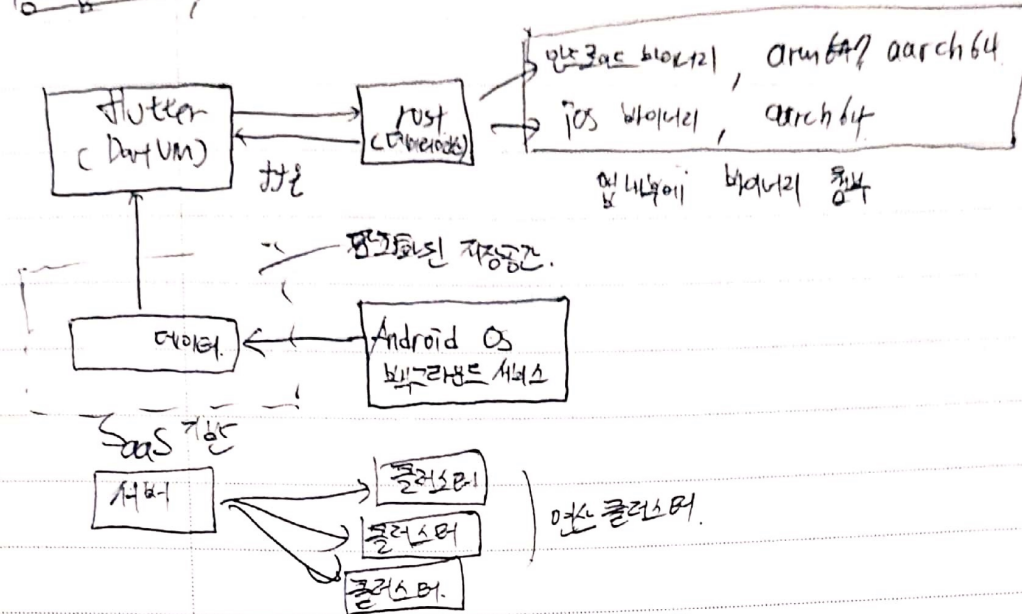 flutter
(Dart VM)
rust
안드로이드 바이너리, arm64? aarch64
iOS 바이너리, aarch64
앱 내부에 바이너리 첨부
암호화된 저장공간.
데이터.
Android OS
백그라운드 서비스
SaaS 기반
서버
클러스터
클러스터
클러스터.
연산 클러스터.